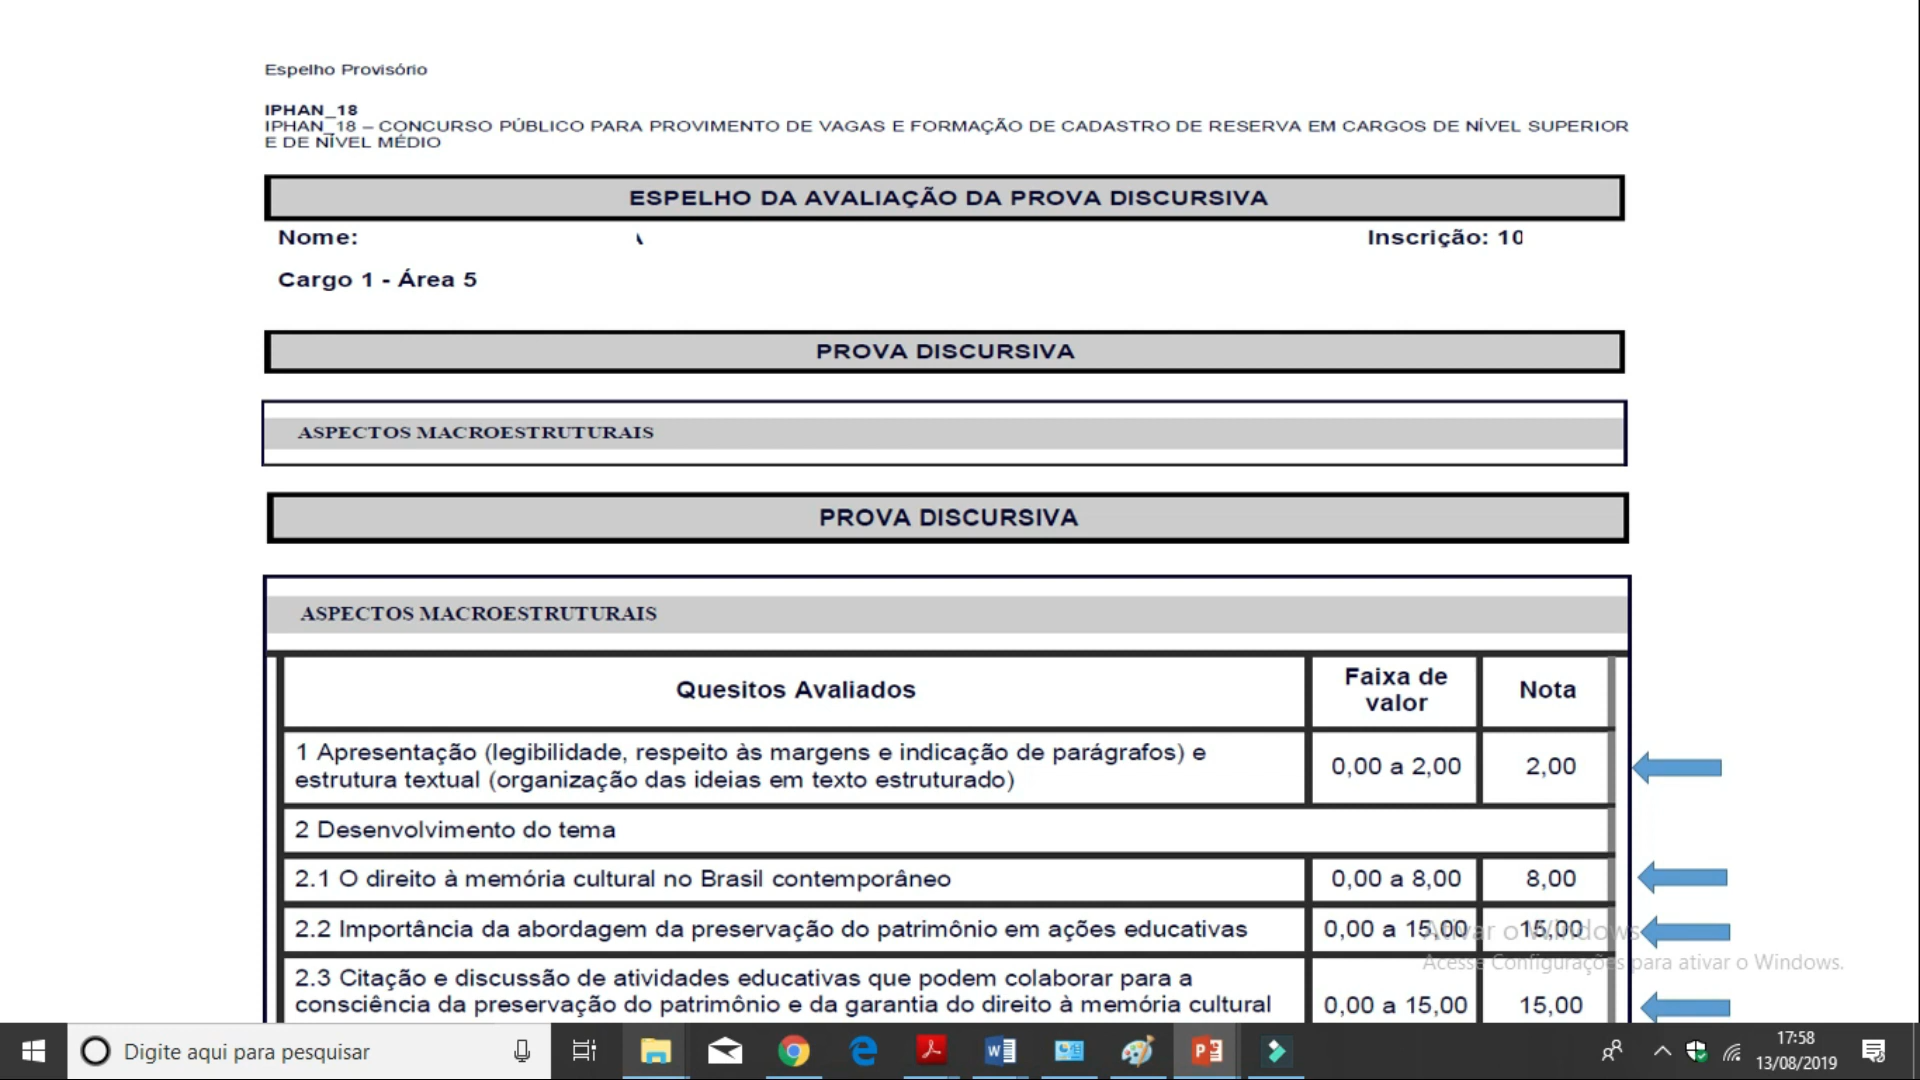 Espelho Provisório
IPHAN_18
IPHAN_18 – CONCURSO PÚBLICO PARA PROVIMENTO DE VAGAS E FORMAÇÃO DE CADASTRO DE RESERVA EM CARGOS DE NÍVEL SUPERIOR
E DE NÍVEL MÉDIO
ESPELHO DA AVALIAÇÃO DA PROVA DISCURSIVA
Nome: Inscrição: 10
Cargo 1 - Área 5
PROVA DISCURSIVA
ASPECTOS MACROESTRUTURAIS
PROVA DISCURSIVA
ASPECTOS MACROESTRUTURAIS
Quesitos Avaliados Faixa de valor Nota
1 Apresentação (legibilidade, respeito às margens e indicação de parágrafos) e
estrutura textual (organização das ideias em texto estruturado) 0,00 a 2,00 2,00
2 Desenvolvimento do tema
2.1 O direito à memória cultural no Brasil contemporâneo 0,00 a 8,00 8,00
2.2 Importância da abordagem da preservação do patrimônio em ações educativas 0,00 a 15,00 15,00
Ativar o Windows
Acesse Configurações para ativar o Windows.
2.3 Citação e discussão de atividades educativas que podem colaborar para a
consciência da preservação do patrimônio e da garantia do direito à memória cultural 0,00 a 15,00 15,00
Digite aqui para pesquisar
17:58
13/08/2019